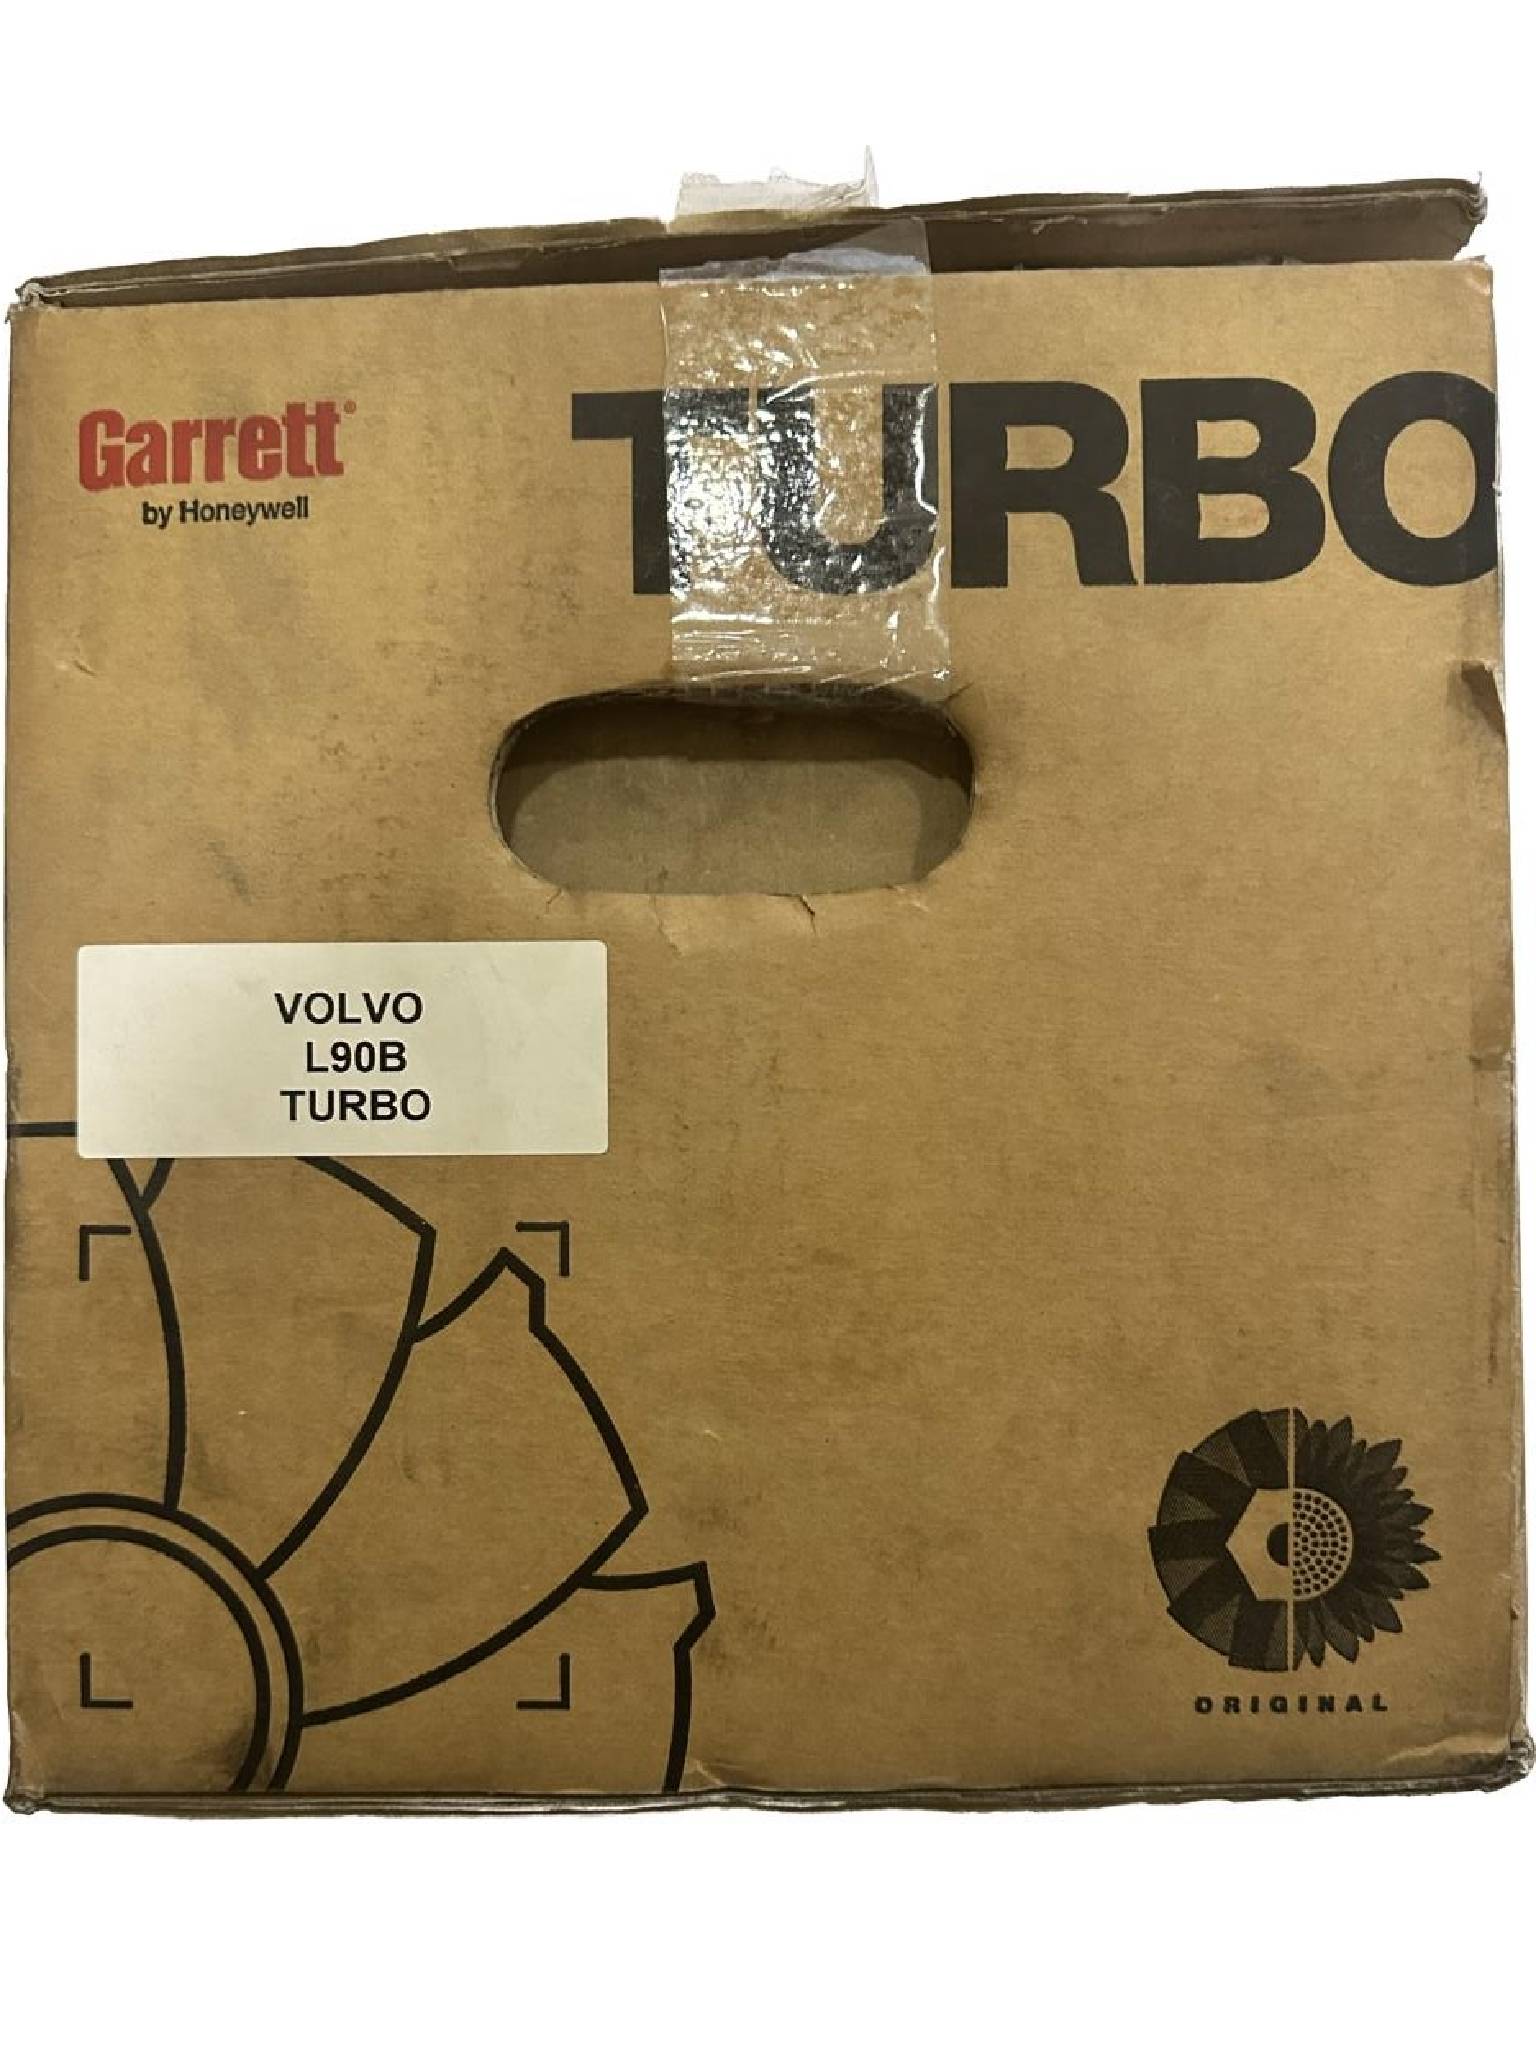 Garrett®
by Honeywell
TURBO
VOLVO
L90B
TURBO
ORIGINAL